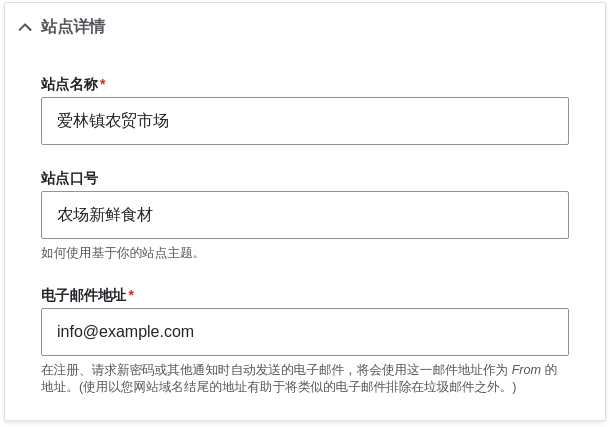 站点详情
站点名称*
爱林镇农贸市场
站点口号
农场新鲜食材
如何使用基于你的站点主题。
电子邮件地址*
info@example.com
在注册、请求新密码或其他通知时自动发送的电子邮件，将会使用这一邮件地址作为 From 的
地址。(使用以您网站域名结尾的地址有助于将类似的电子邮件排除在垃圾邮件之外。)